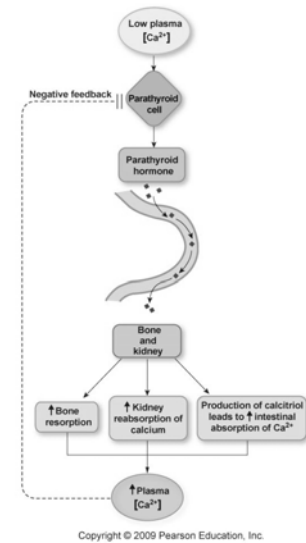 Low plasma
[Ca²⁺]
Negative feedback
Parathyroid
cell
Parathyroid
hormone
Bone
and
kidney
↑Bone
resorption
↑Kidney
reabsorption of
calcium
Production of calcitriol
leads to ↑intestinal
absorption of Ca²⁺
↑Plasma
[Ca²⁺]
Copyright © 2009 Pearson Education, Inc.